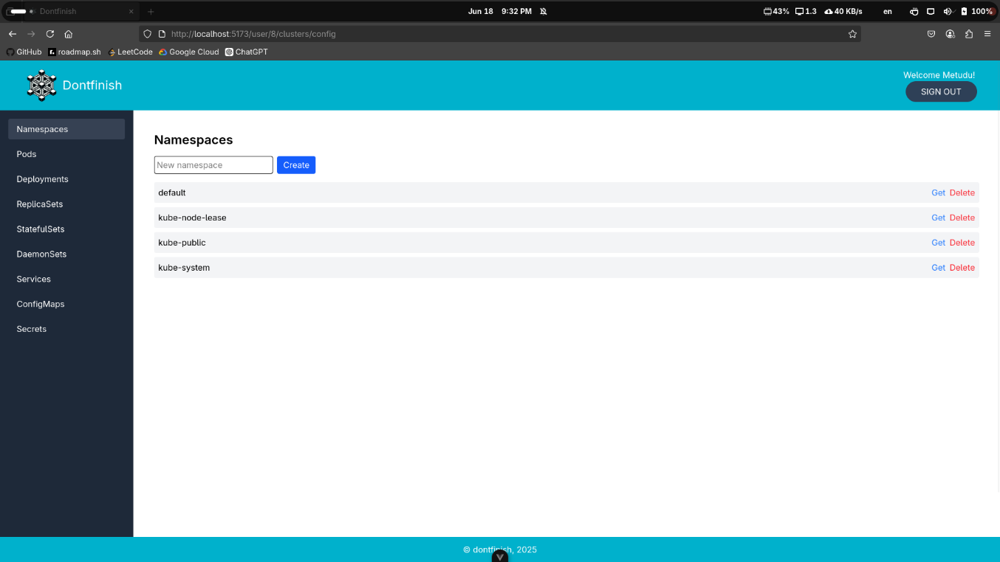 Dontfinish
Jun 18 9:32 PM
43% 1.3 40 KB/s en 100%
http://localhost:5173/user/8/clusters/config
GitHub roadmap.sh LeetCode Google Cloud ChatGPT
Dontfinish
Welcome Metudu!
SIGN OUT
Namespaces
Pods
Deployments
ReplicaSets
StatefulSets
DaemonSets
Services
ConfigMaps
Secrets
Namespaces
New namespace Create
default Get Delete
kube-node-lease Get Delete
kube-public Get Delete
kube-system Get Delete
© dontfinish, 2025